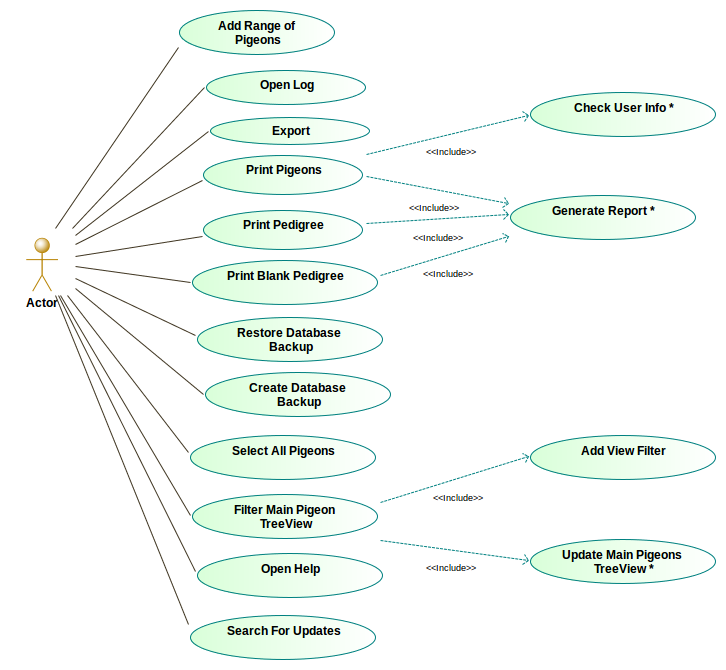 Add Range of
Pigeons
Open Log
Check User Info *
Export
<<Include>>
Print Pigeons
<<Include>>
Generate Report *
Print Pedigree
<<Include>>
Print Blank Pedigree
<<Include>>
Actor
Restore Database
Backup
Create Database
Backup
Select All Pigeons
Add View Filter
<<Include>>
Filter Main Pigeon
TreeView
Update Main Pigeons
TreeView *
<<Include>>
Open Help
Search For Updates